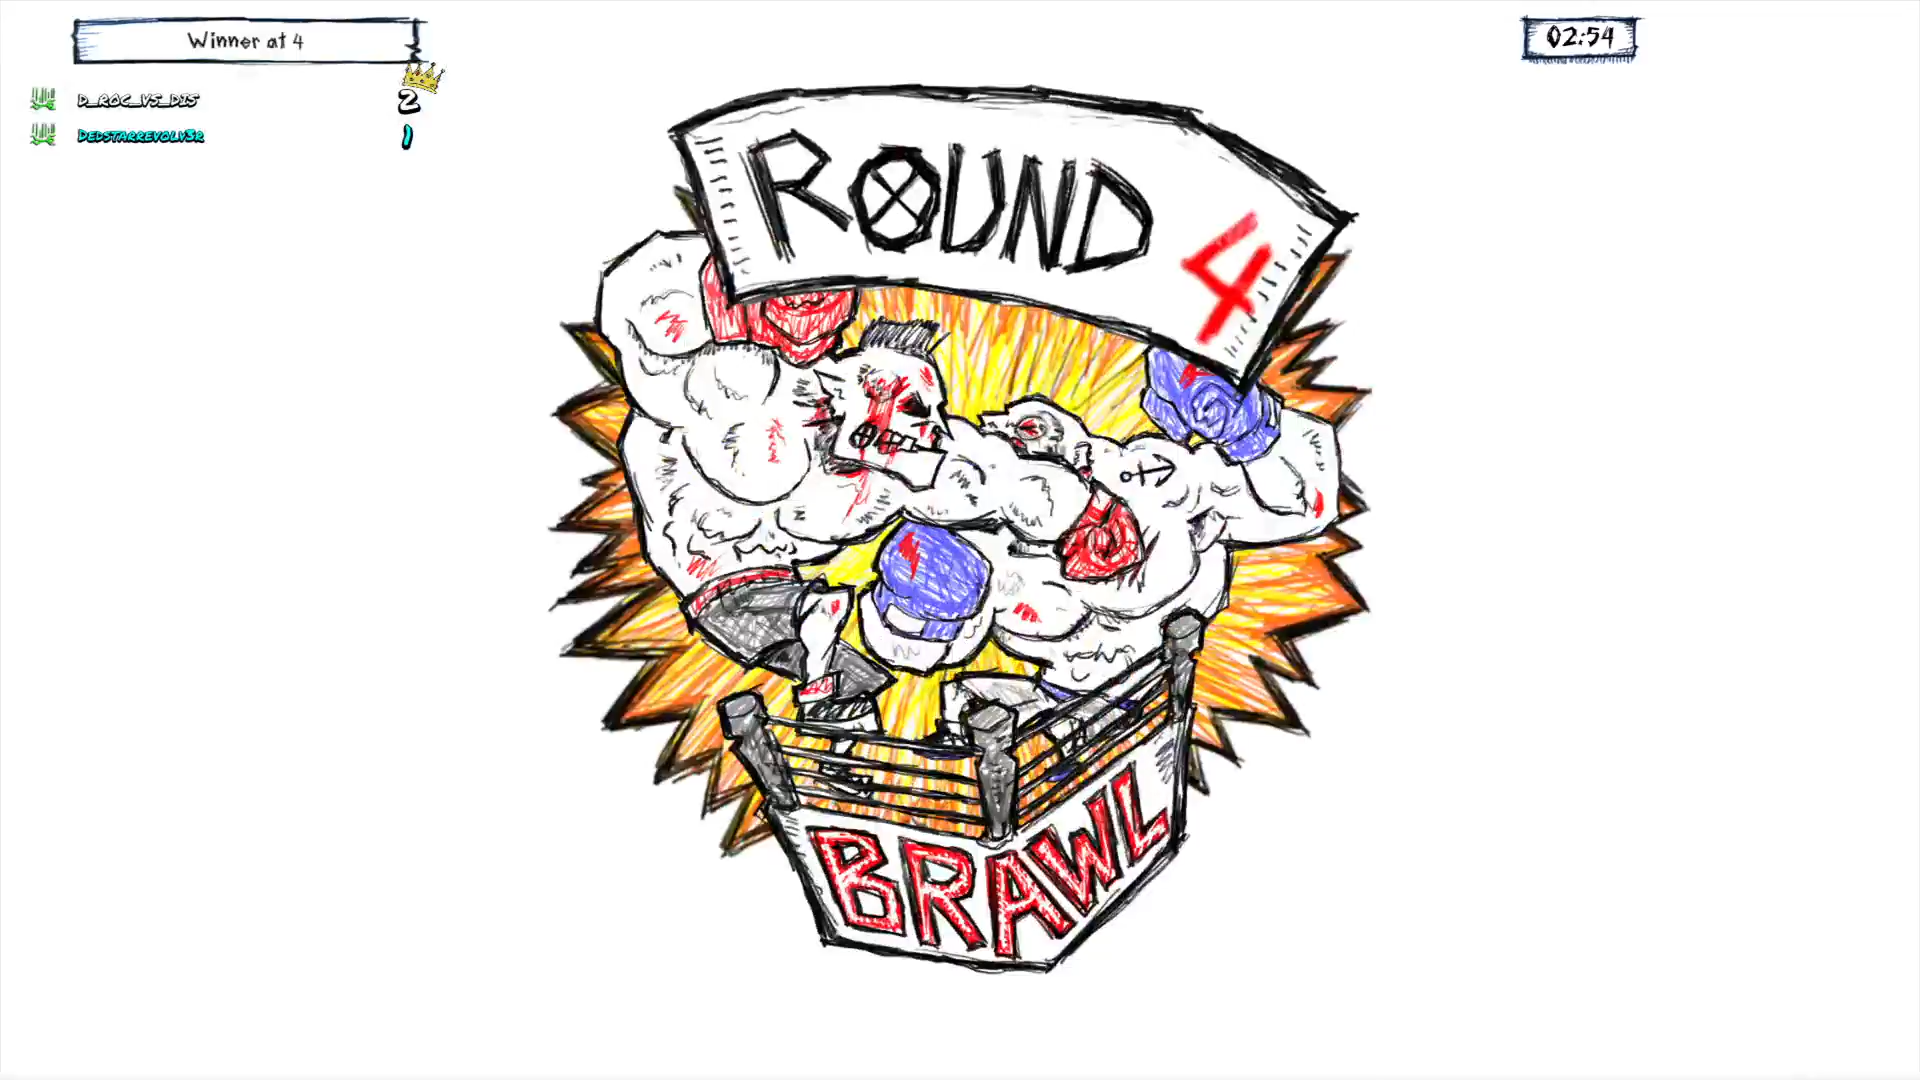 Winner at 4
02:54
D_ROC_VS_DIS 2
DEDSTARREVOLV3R 1
ROUND 4
BRAWL